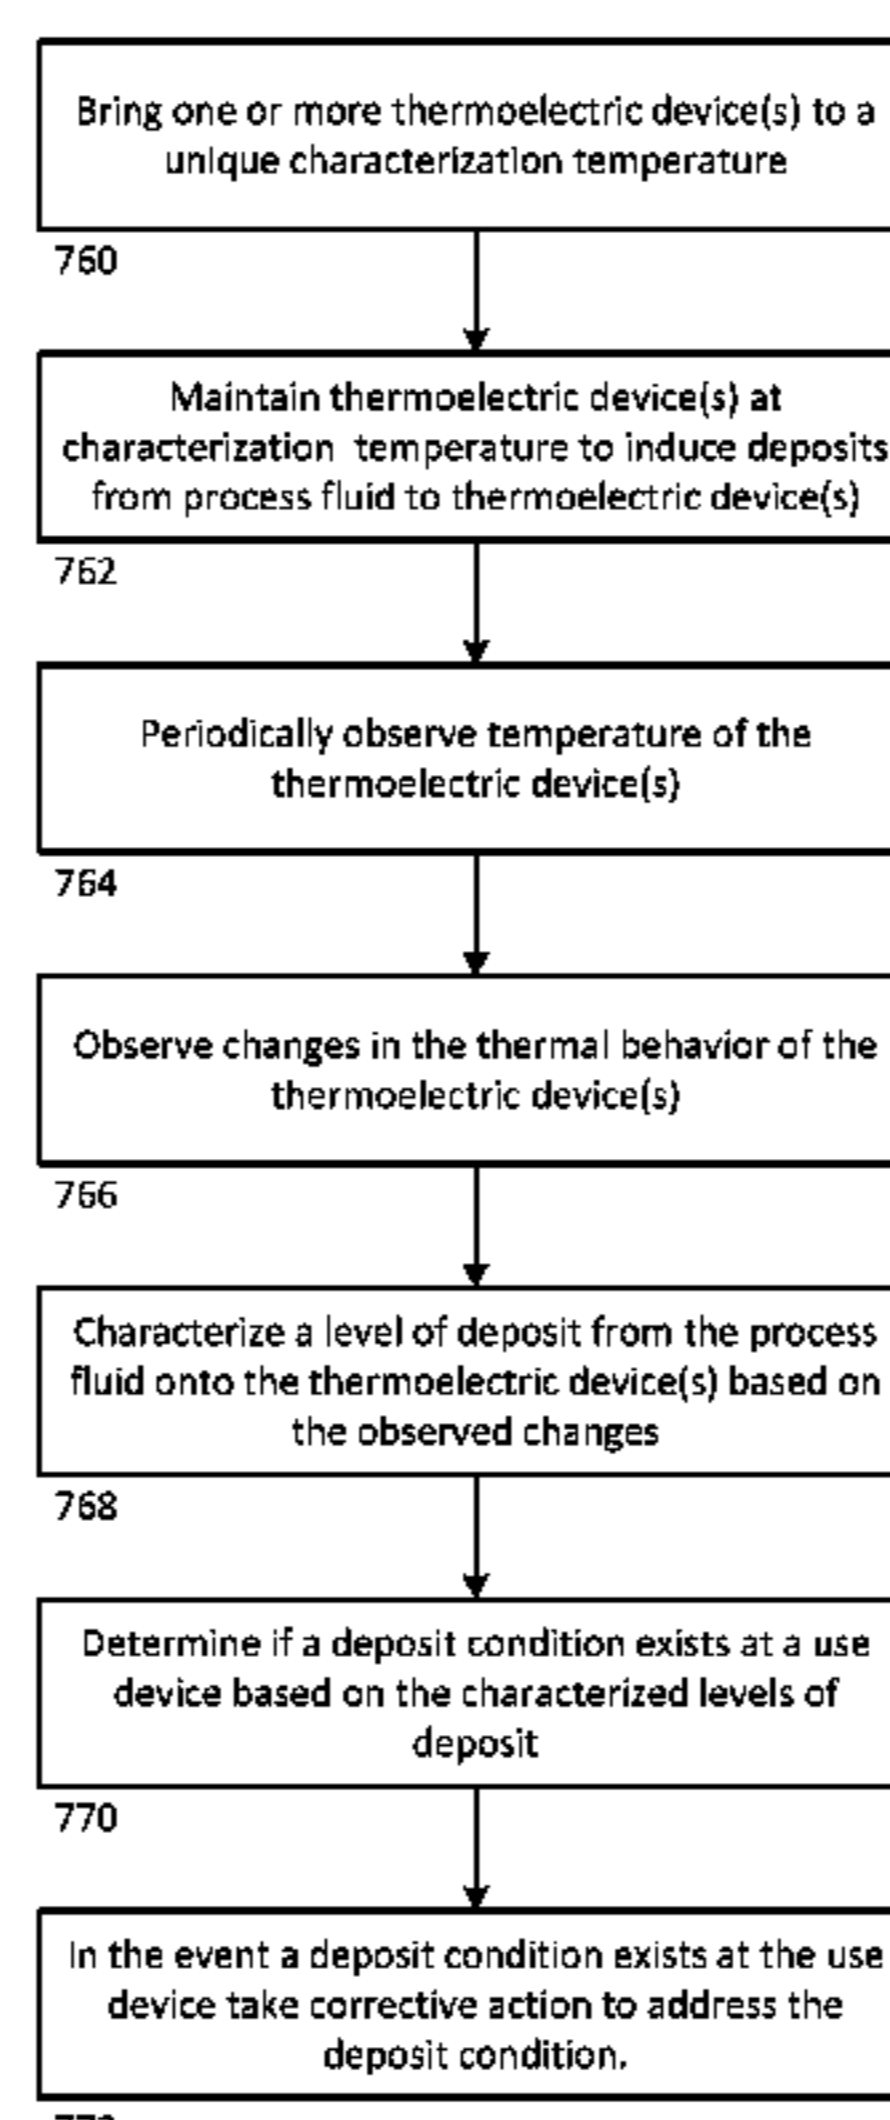 Bring one or more thermoelectric device(s) to a
unique characterization temperature
760
Maintain thermoelectric device(s) at
characterization temperature to induce deposits
from process fluid to thermoelectric device(s)
762
Periodically observe temperature of the
thermoelectric device(s)
764
Observe changes in the thermal behavior of the
thermoelectric device(s)
766
Characterize a level of deposit from the process
fluid onto the thermoelectric device(s) based on
the observed changes
768
Determine if a deposit condition exists at a use
device based on the characterized levels of
deposit
770
In the event a deposit condition exists at the use
device take corrective action to address the
deposit condition.